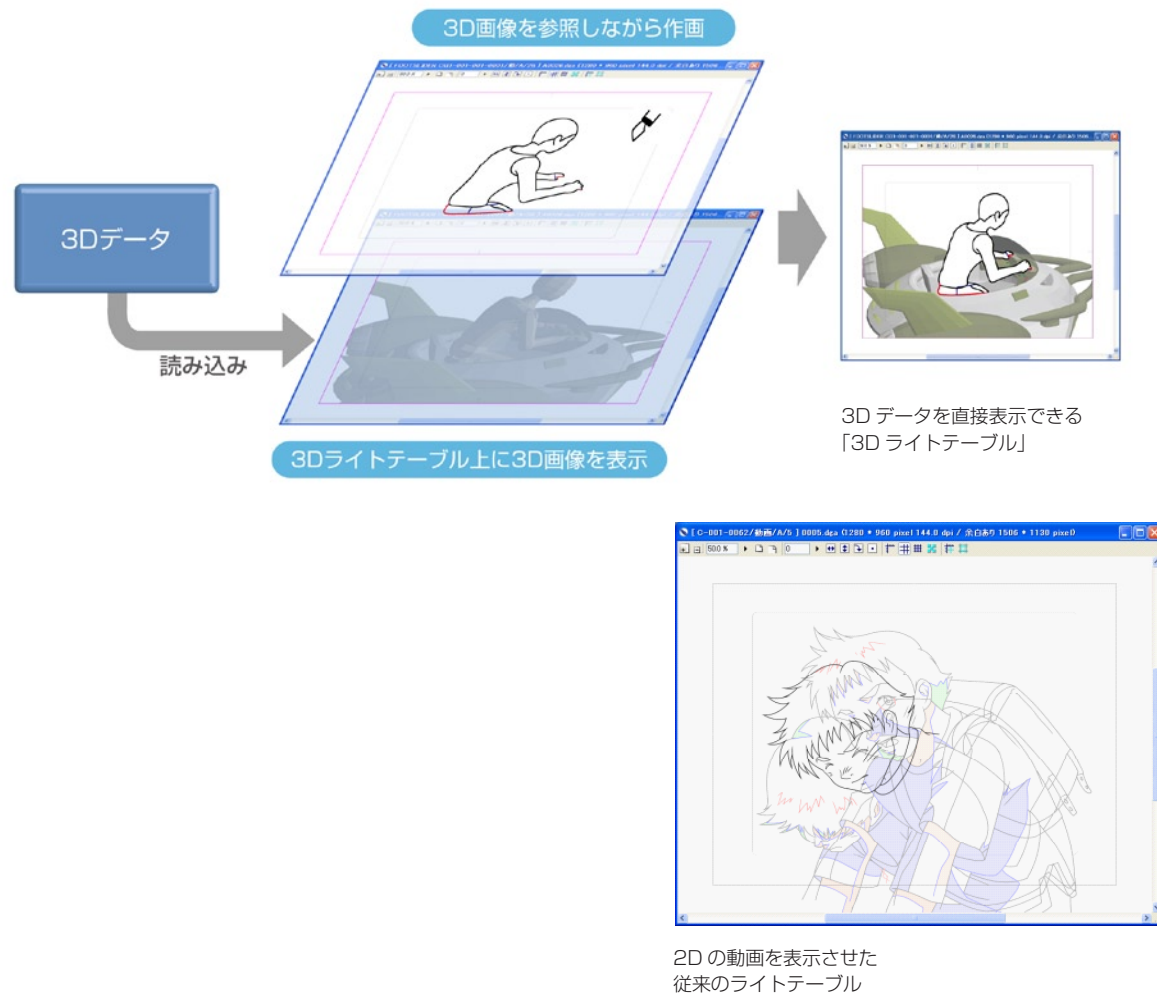 3D画像を参照しながら作画
3Dデータ
読み込み
3Dライトテーブル上に3D画像を表示
3D データを直接表示できる
「3D ライトテーブル」
[ C-001-0062/動画/A/5 ] 0005.dga (1280 * 960 pixel 144.0 dpi / 余白あり 1506 * 1130 pixel)
50.0 %
0
2D の動画を表示させた
従来のライトテーブル